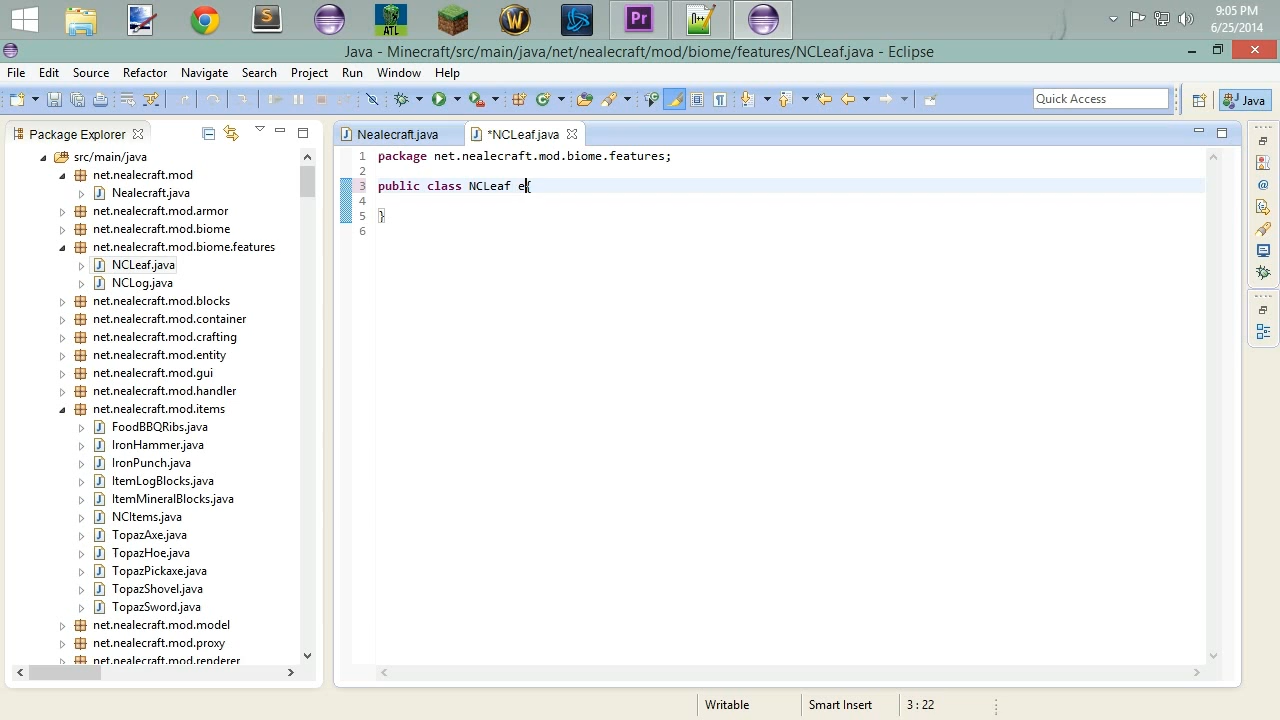 ATL
W
Pr
S
9:05 PM
6/25/2014
Java - Minecraft/src/main/java/net/nealecraft/mod/biome/features/NCLeaf.java - Eclipse
File Edit Source Refactor Navigate Search Project Run Window Help
Quick Access
Java
Package Explorer
src/main/java
net.nealecraft.mod
Nealecraft.java
net.nealecraft.mod.armor
net.nealecraft.mod.biome
net.nealecraft.mod.biome.features
NCLeaf.java
NCLog.java
net.nealecraft.mod.blocks
net.nealecraft.mod.container
net.nealecraft.mod.crafting
net.nealecraft.mod.entity
net.nealecraft.mod.gui
net.nealecraft.mod.handler
net.nealecraft.mod.items
FoodBBQRibs.java
IronHammer.java
IronPunch.java
ItemLogBlocks.java
ItemMineralBlocks.java
NCItems.java
TopazAxe.java
TopazHoe.java
TopazPickaxe.java
TopazShovel.java
TopazSword.java
net.nealecraft.mod.model
net.nealecraft.mod.proxy
net.nealecraft.mod.renderer
Nealecraft.java *NCLeaf.java
1 package net.nealecraft.mod.biome.features;
2
3 public class NCLeaf e{
4
5 }
6
Writable Smart Insert 3 : 22